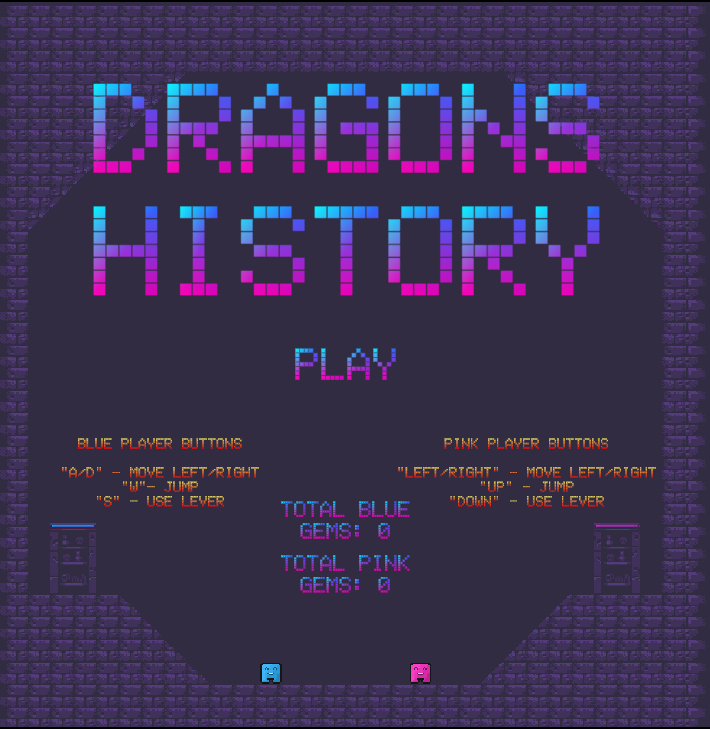 DRAGONS
HISTORY
PLAY
BLUE PLAYER BUTTONS
"A/D" - MOVE LEFT/RIGHT
"W"- JUMP
"S" - USE LEVER
PINK PLAYER BUTTONS
"LEFT/RIGHT" - MOVE LEFT/RIGHT
"UP" - JUMP
"DOWN" - USE LEVER
TOTAL BLUE
GEMS: 0
TOTAL PINK
GEMS: 0